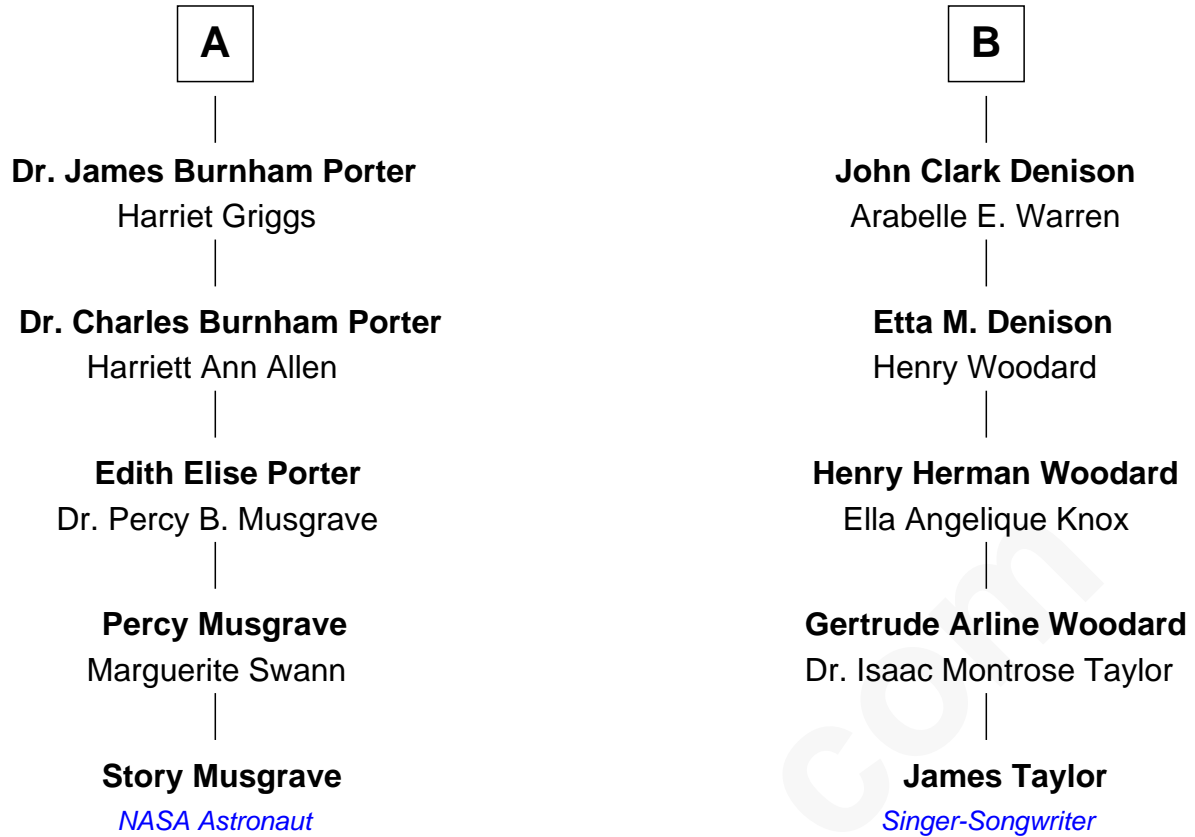 A
Dr. James Burnham Porter
Harriet Griggs
Dr. Charles Burnham Porter
Harriett Ann Allen
Edith Elise Porter
Dr. Percy B. Musgrave
Percy Musgrave
Marguerite Swann
Story Musgrave
NASA Astronaut
B
John Clark Denison
Arabelle E. Warren
Etta M. Denison
Henry Woodard
Henry Herman Woodard
Ella Angelique Knox
Gertrude Arline Woodard
Dr. Isaac Montrose Taylor
James Taylor
Singer-Songwriter
com